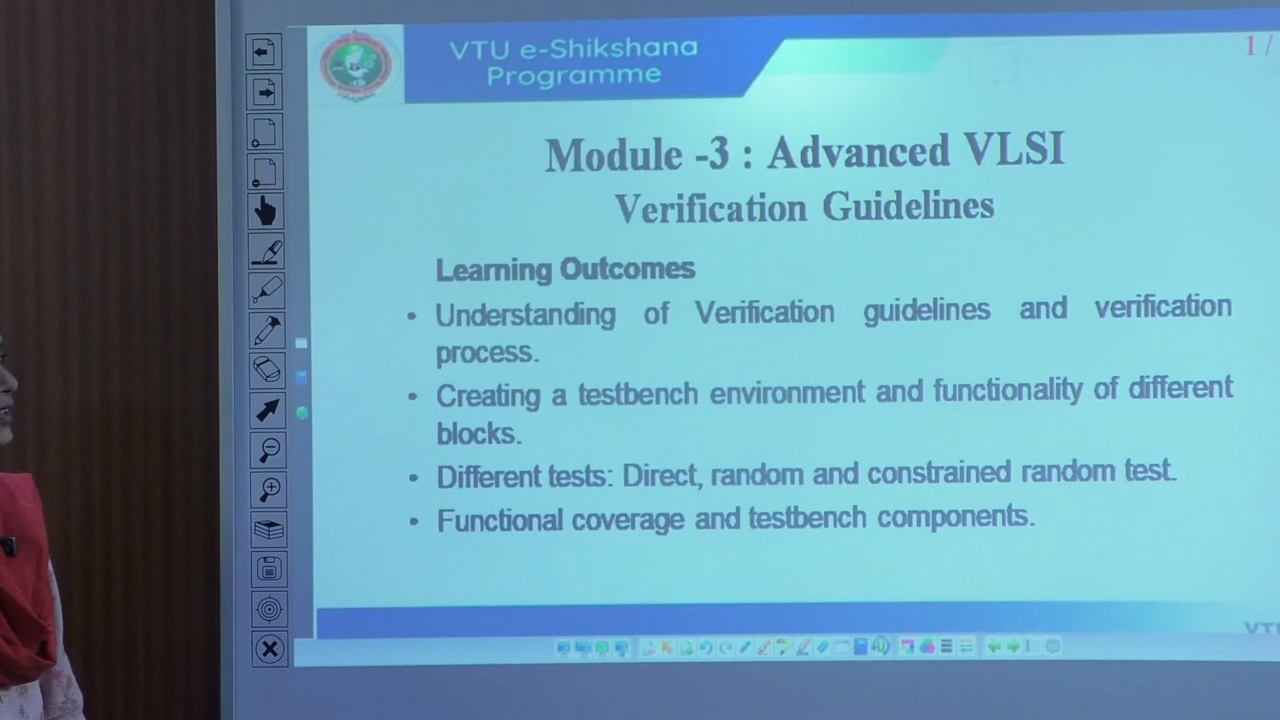 VTU e-Shikshana
Programme
1/
Module -3 : Advanced VLSI
Verification Guidelines
Learning Outcomes
• Understanding of Verification guidelines and verification
process.
• Creating a testbench environment and functionality of different
blocks.
• Different tests: Direct, random and constrained random test.
• Functional coverage and testbench components.
VTU